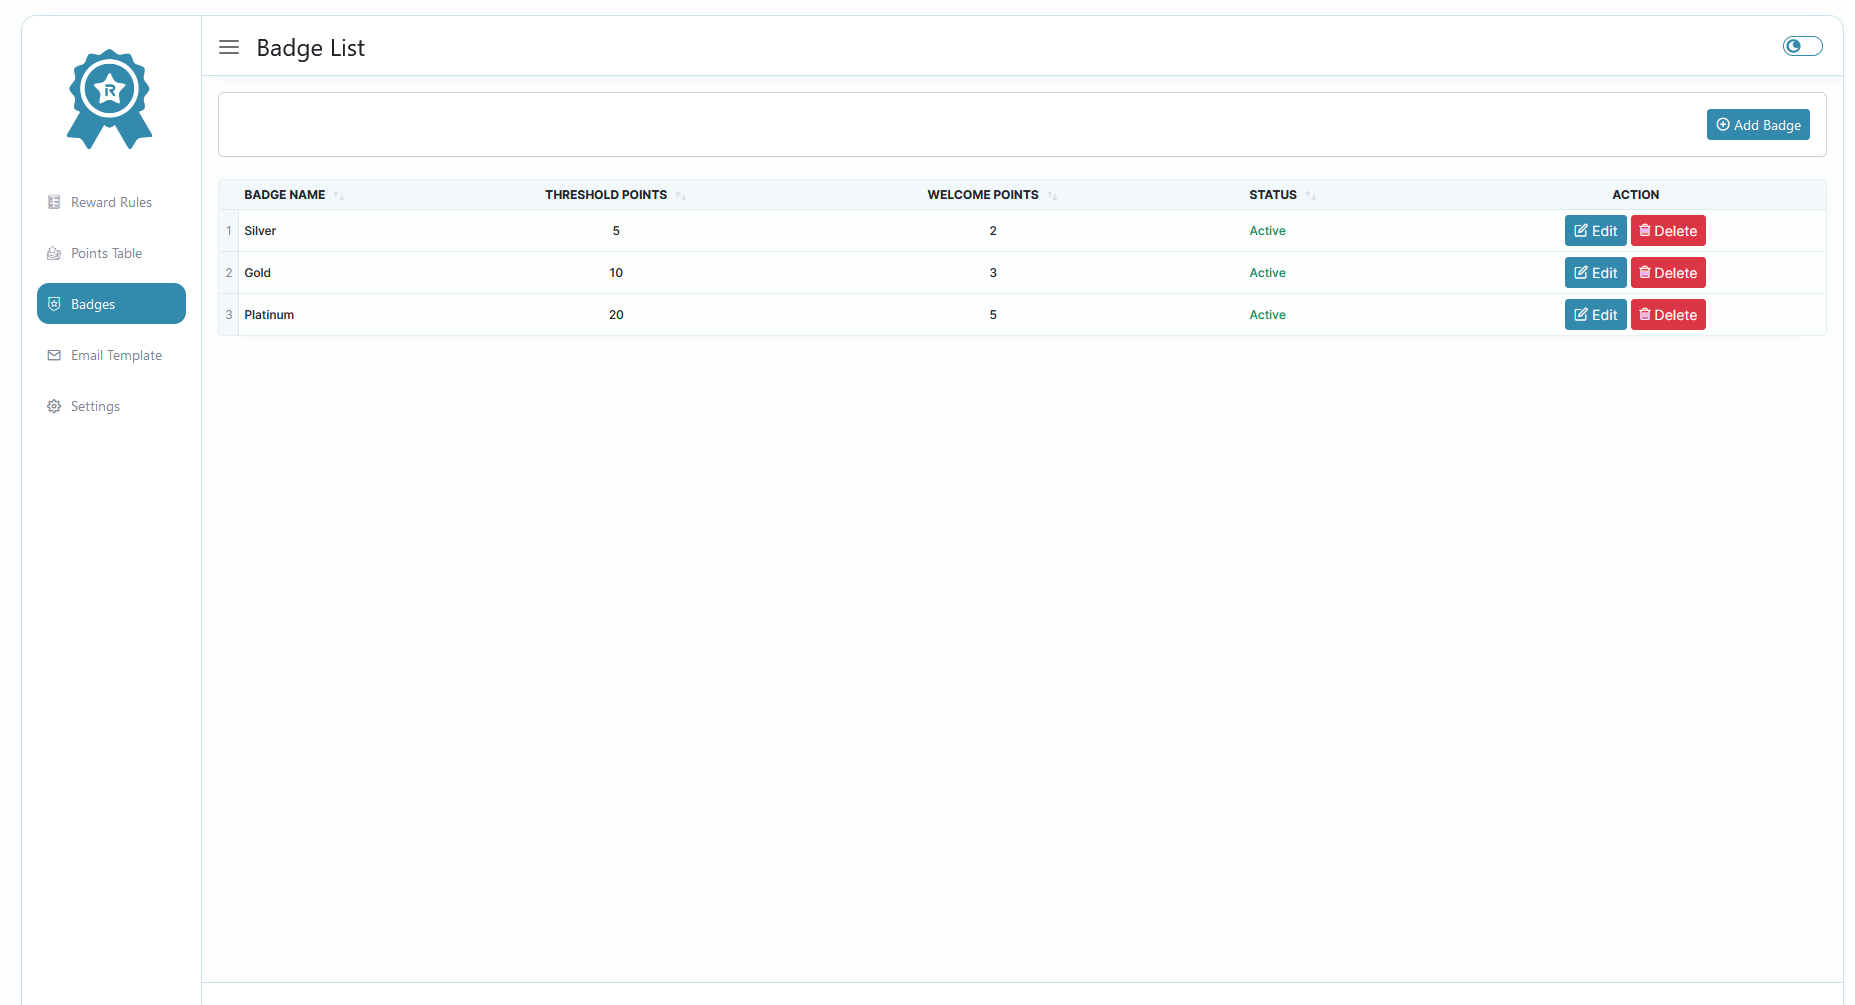 Badge List
R
Add Badge
Reward Rules
Points Table
Badges
Email Template
Settings
BADGE NAME THRESHOLD POINTS WELCOME POINTS STATUS ACTION
1 Silver 5 2 Active Edit Delete
2 Gold 10 3 Active Edit Delete
3 Platinum 20 5 Active Edit Delete